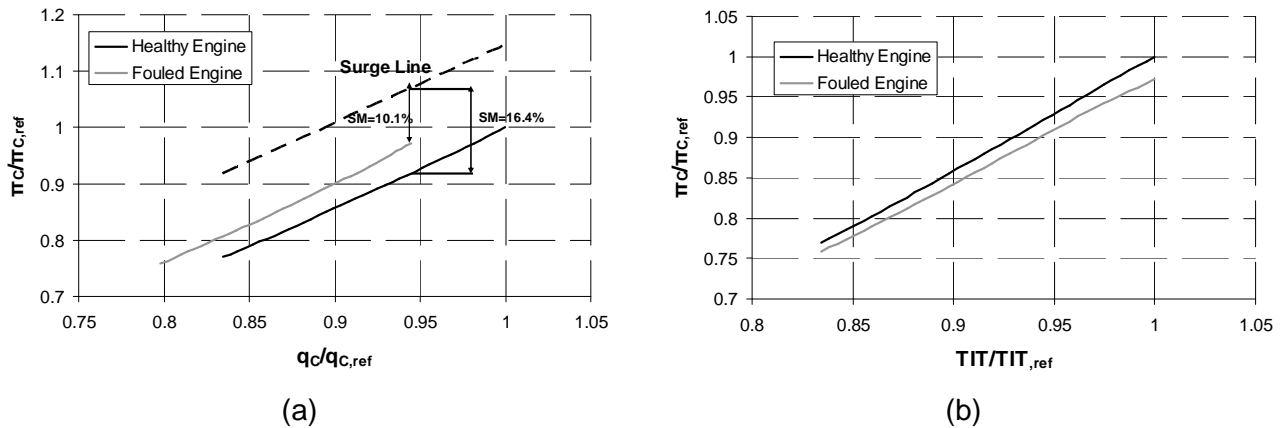 1.2
1.1
1
0.9
0.8
0.7
πC/πC,ref
Healthy Engine
Fouled Engine
Surge Line
SM=10.1%
SM=16.4%
0.75
0.8
0.85
0.9
0.95
1
1.05
qC/qC,ref
(a)
1.05
1
0.95
0.9
0.85
0.8
0.75
0.7
πC/πC,ref
Healthy Engine
Fouled Engine
0.8
0.85
0.9
0.95
1
1.05
TIT/TIT,ref
(b)